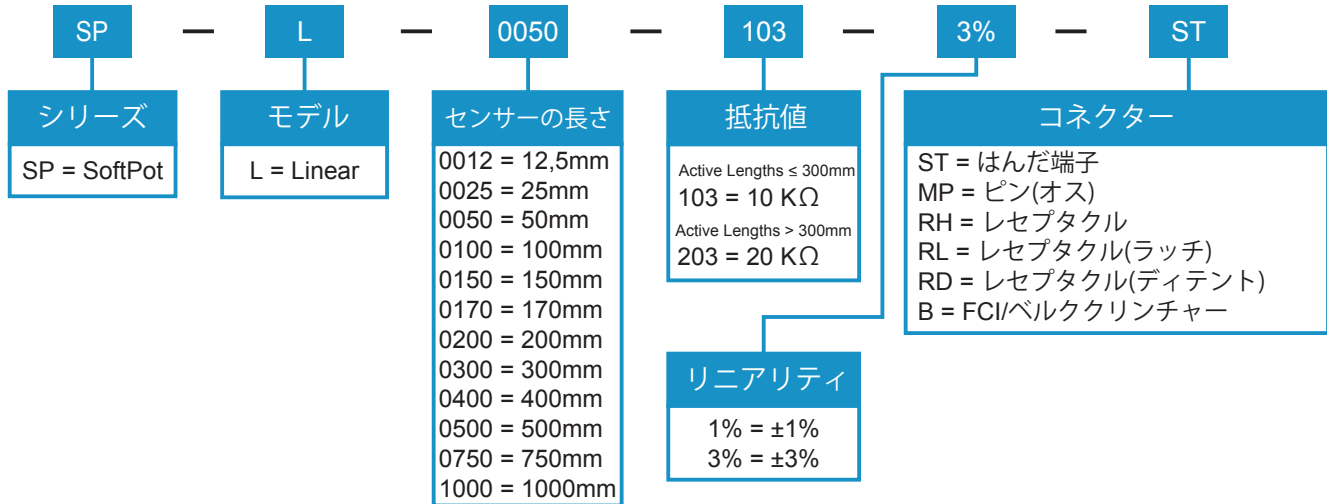 SP — L — 0050 — 103 — 3% — ST
シリーズ
SP = SoftPot
モデル
L = Linear
センサーの長さ
0012 = 12,5mm
0025 = 25mm
0050 = 50mm
0100 = 100mm
0150 = 150mm
0170 = 170mm
0200 = 200mm
0300 = 300mm
0400 = 400mm
0500 = 500mm
0750 = 750mm
1000 = 1000mm
抵抗値
Active Lengths ≤ 300mm
103 = 10 KΩ
Active Lengths > 300mm
203 = 20 KΩ
リニアリティ
1% = ±1%
3% = ±3%
コネクター
ST = はんだ端子
MP = ピン(オス)
RH = レセプタクル
RL = レセプタクル(ラッチ)
RD = レセプタクル(ディテント)
B = FCI/ベルククリンチャー